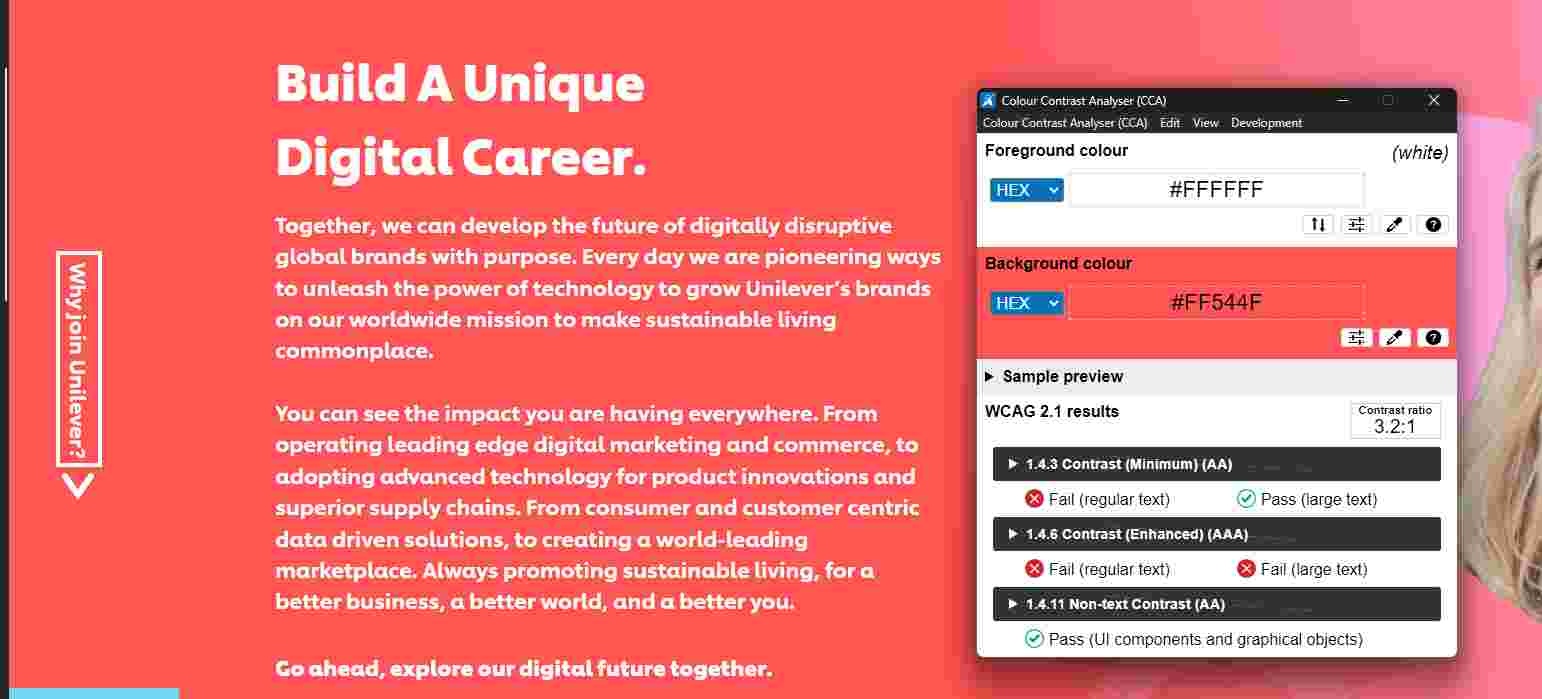 Build A Unique
Digital Career.
Together, we can develop the future of digitally disruptive
global brands with purpose. Every day we are pioneering ways
to unleash the power of technology to grow Unilever's brands
on our worldwide mission to make sustainable living
commonplace.
You can see the impact you are having everywhere. From
operating leading edge digital marketing and commerce, to
adopting advanced technology for product innovations and
superior supply chains. From consumer and customer centric
data driven solutions, to creating a world-leading
marketplace. Always promoting sustainable living, for a
better business, a better world, and a better you.
Go ahead, explore our digital future together.
Why join Unilever?
Colour Contrast Analyser (CCA)
Colour Contrast Analyser (CCA) Edit View Development
Foreground colour
(white)
HEX
#FFFFFF
Background colour
HEX
#FF544F
Sample preview
WCAG 2.1 results
Contrast ratio
3.2:1
1.4.3 Contrast (Minimum) (AA)
Fail (regular text) Pass (large text)
1.4.6 Contrast (Enhanced) (AAA)
Fail (regular text) Fail (large text)
1.4.11 Non-text Contrast (AA)
Pass (UI components and graphical objects)